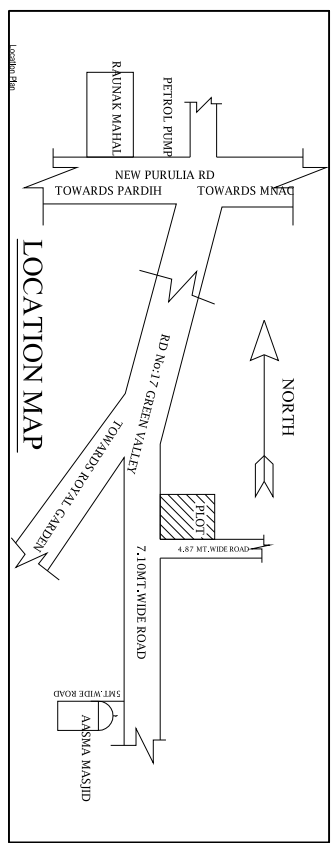 Location Plan
RAUNAK MAHAL
PETROL PUMP
NEW PURULIA RD
TOWARDS PARDIH
TOWARDS MNAC
LOCATION MAP
NORTH
RD No:17 GREEN VALLEY
TOWARDS ROYAL GARDEN
PLOT
4.87 MT.WIDE ROAD
7.10MT.WIDE ROAD
5MT.WIDE ROAD
AASMA MASJID